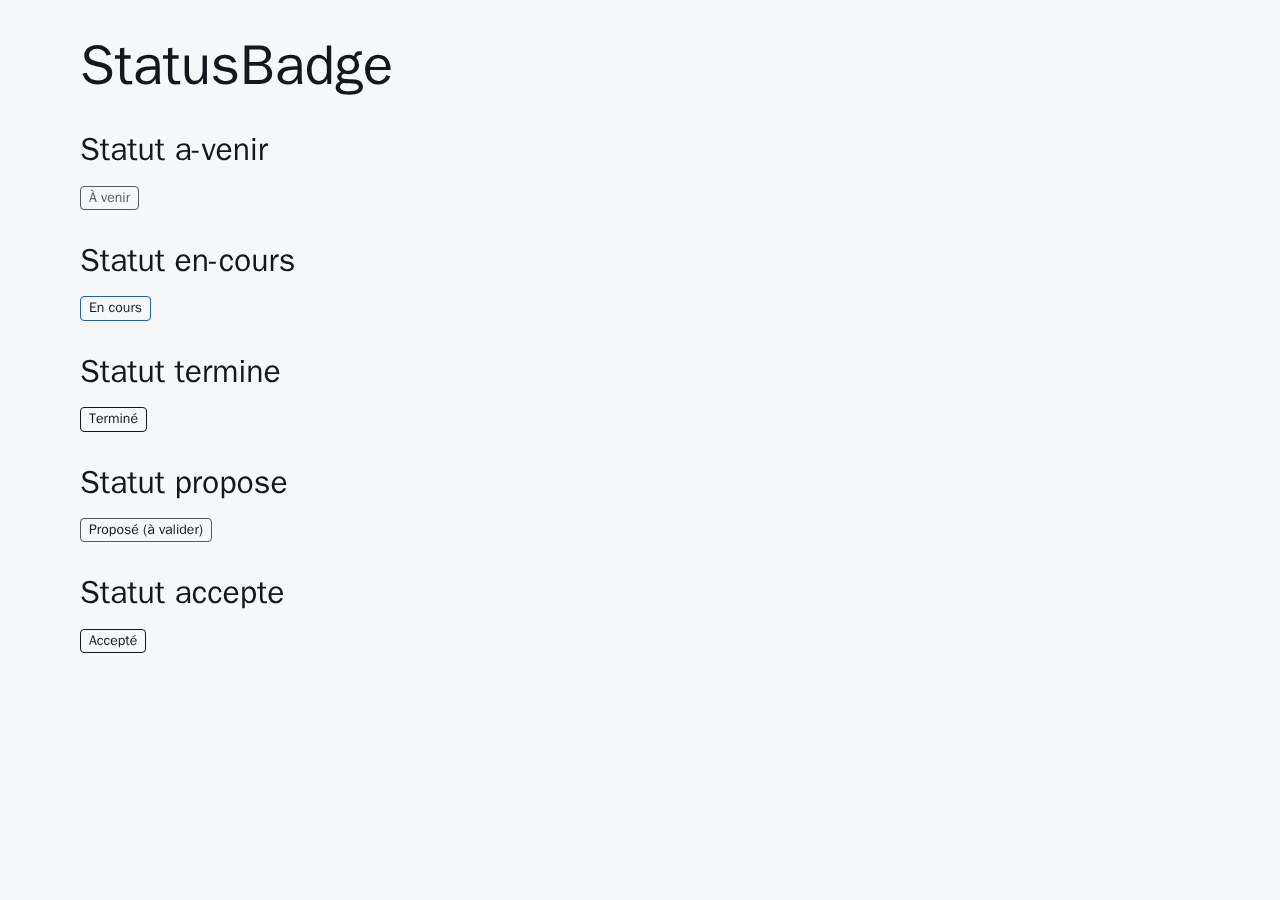 StatusBadge
Statut a-venir
À venir
Statut en-cours
En cours
Statut termine
Terminé
Statut propose
Proposé (à valider)
Statut accepte
Accepté